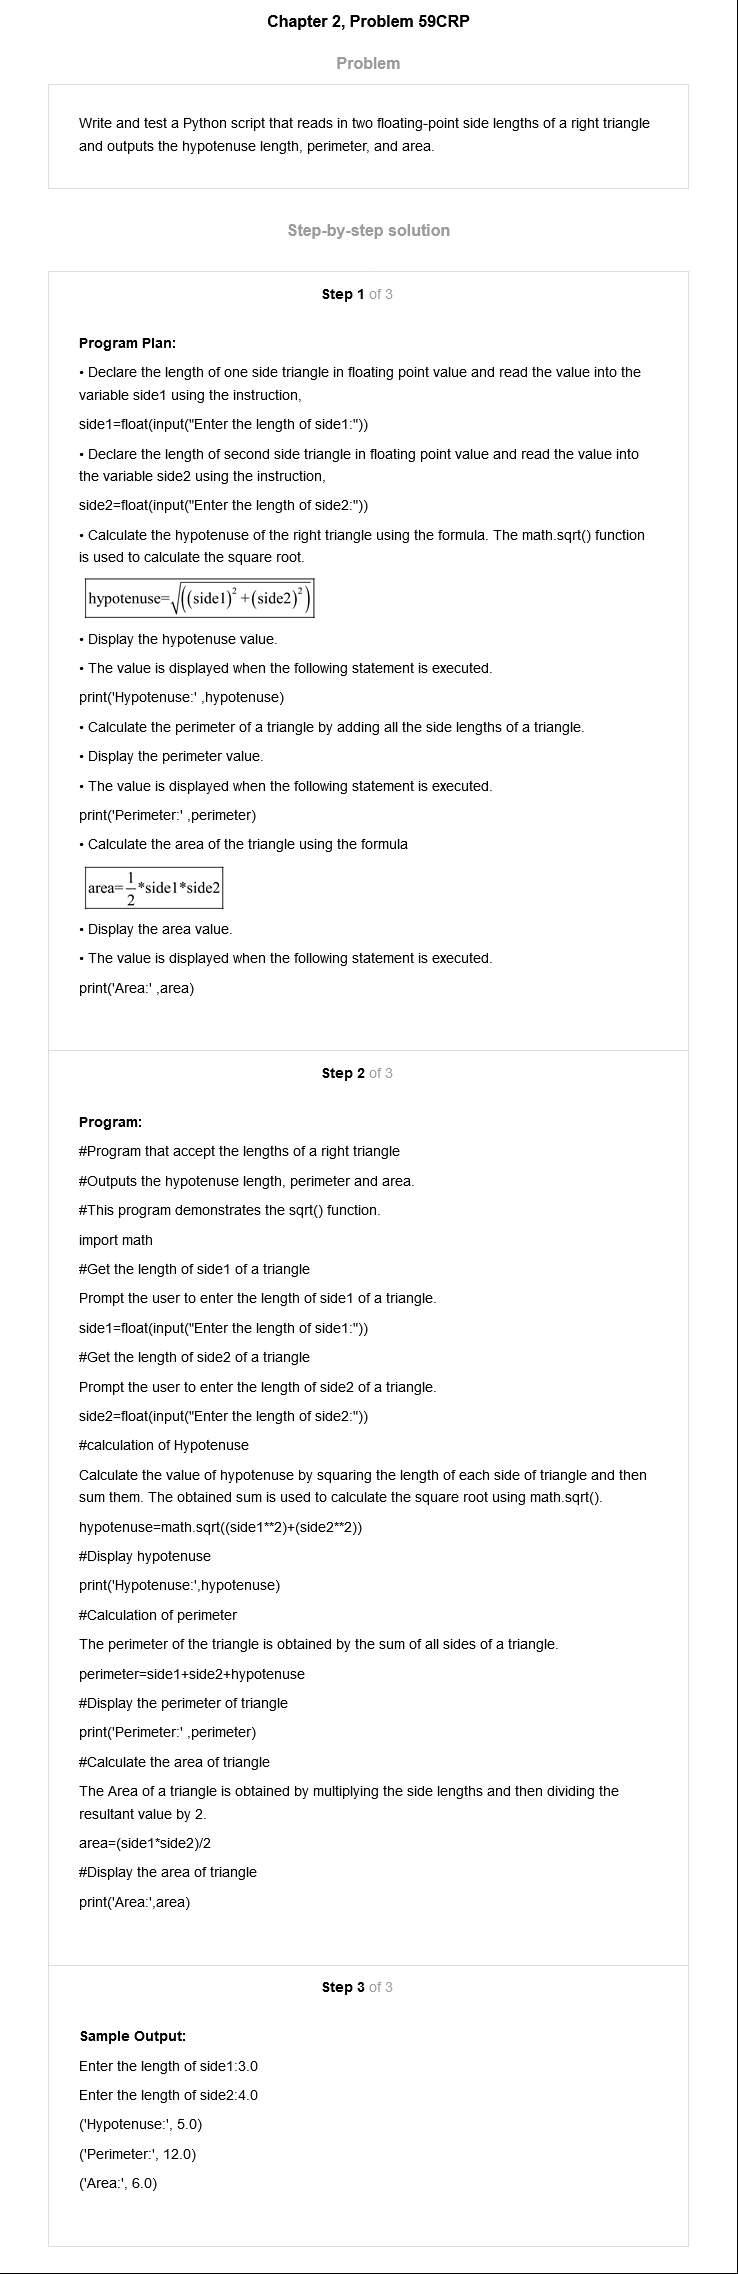 Chapter 2, Problem 59CRP
Problem
Write and test a Python script that reads in two floating-point side lengths of a right triangle
and outputs the hypotenuse length, perimeter, and area.
Step-by-step solution
Step 1 of 3
Program Plan:
• Declare the length of one side triangle in floating point value and read the value into the
variable side1 using the instruction,
side1=float(input("Enter the length of side1:"))
• Declare the length of second side triangle in floating point value and read the value into
the variable side2 using the instruction,
side2=float(input("Enter the length of side2:"))
• Calculate the hypotenuse of the right triangle using the formula. The math.sqrt() function
is used to calculate the square root.
hypotenuse=√((side1)²+(side2)²)
• Display the hypotenuse value.
• The value is displayed when the following statement is executed.
print('Hypotenuse:' ,hypotenuse)
• Calculate the perimeter of a triangle by adding all the side lengths of a triangle.
• Display the perimeter value.
• The value is displayed when the following statement is executed.
print('Perimeter:' ,perimeter)
• Calculate the area of the triangle using the formula
area=1/2*side1*side2
• Display the area value.
• The value is displayed when the following statement is executed.
print('Area:' ,area)
Step 2 of 3
Program:
#Program that accept the lengths of a right triangle
#Outputs the hypotenuse length, perimeter and area.
#This program demonstrates the sqrt() function.
import math
#Get the length of side1 of a triangle
Prompt the user to enter the length of side1 of a triangle.
side1=float(input("Enter the length of side1:"))
#Get the length of side2 of a triangle
Prompt the user to enter the length of side2 of a triangle.
side2=float(input("Enter the length of side2:"))
#calculation of Hypotenuse
Calculate the value of hypotenuse by squaring the length of each side of triangle and then
sum them. The obtained sum is used to calculate the square root using math.sqrt().
hypotenuse=math.sqrt((side1**2)+(side2**2))
#Display hypotenuse
print('Hypotenuse:',hypotenuse)
#Calculation of perimeter
The perimeter of the triangle is obtained by the sum of all sides of a triangle.
perimeter=side1+side2+hypotenuse
#Display the perimeter of triangle
print('Perimeter:' ,perimeter)
#Calculate the area of triangle
The Area of a triangle is obtained by multiplying the side lengths and then dividing the
resultant value by 2.
area=(side1*side2)/2
#Display the area of triangle
print('Area:',area)
Step 3 of 3
Sample Output:
Enter the length of side1:3.0
Enter the length of side2:4.0
('Hypotenuse:', 5.0)
('Perimeter:', 12.0)
('Area:', 6.0)